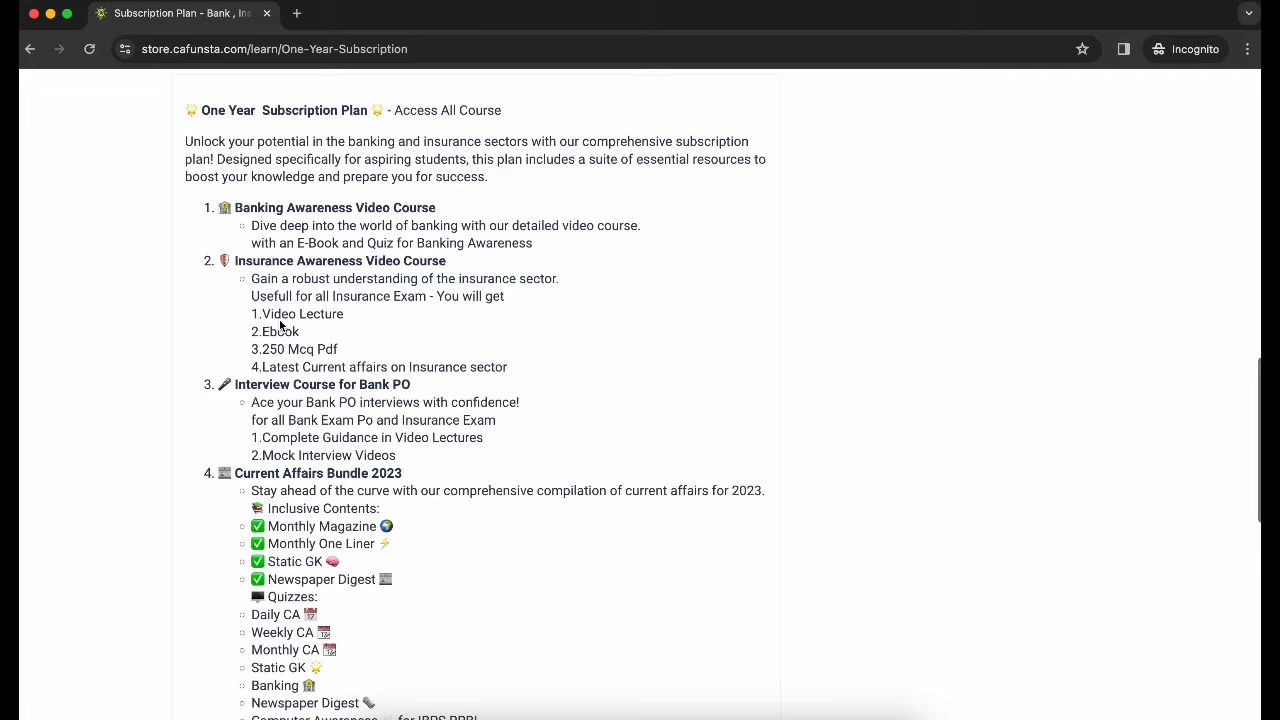 Subscription Plan - Bank , Ins
store.cafunsta.com/learn/One-Year-Subscription
Incognito
One Year Subscription Plan - Access All Course
Unlock your potential in the banking and insurance sectors with our comprehensive subscription
plan! Designed specifically for aspiring students, this plan includes a suite of essential resources to
boost your knowledge and prepare you for success.
1. Banking Awareness Video Course
Dive deep into the world of banking with our detailed video course.
with an E-Book and Quiz for Banking Awareness
2. Insurance Awareness Video Course
Gain a robust understanding of the insurance sector.
Usefull for all Insurance Exam - You will get
1.Video Lecture
2.Ebook
3.250 Mcq Pdf
4.Latest Current affairs on Insurance sector
3. Interview Course for Bank PO
Ace your Bank PO interviews with confidence!
for all Bank Exam Po and Insurance Exam
1.Complete Guidance in Video Lectures
2.Mock Interview Videos
4. Current Affairs Bundle 2023
Stay ahead of the curve with our comprehensive compilation of current affairs for 2023.
Inclusive Contents:
Monthly Magazine
Monthly One Liner
Static GK
Newspaper Digest
Quizzes:
Daily CA
Weekly CA
Monthly CA
Static GK
Banking
Newspaper Digest
Computer Awareness for IBPS RRB